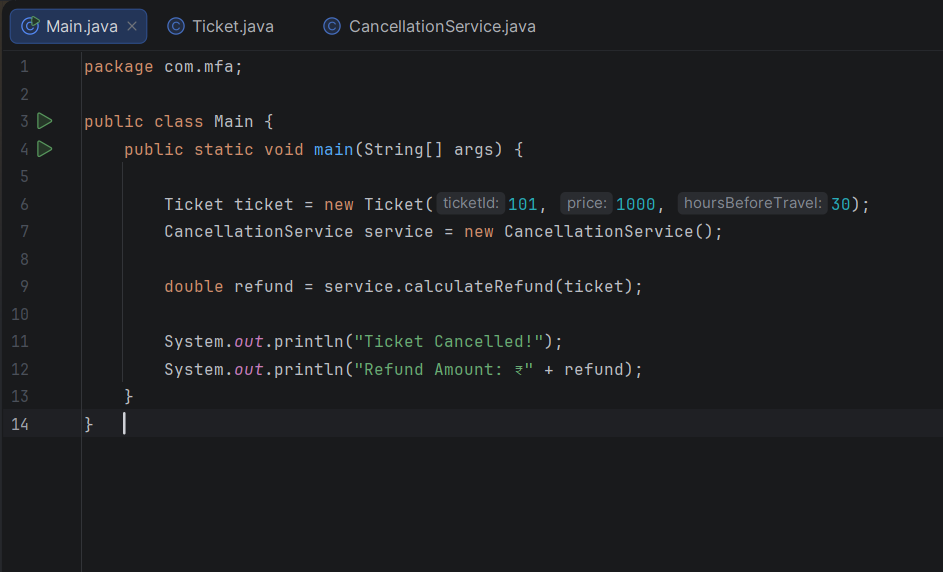 Main.java Ticket.java CancellationService.java
1 package com.mfa;
2
3 public class Main {
4 public static void main(String[] args) {
5
6 Ticket ticket = new Ticket( ticketId: 101, price: 1000, hoursBeforeTravel: 30);
7 CancellationService service = new CancellationService();
8
9 double refund = service.calculateRefund(ticket);
10
11 System.out.println("Ticket Cancelled!");
12 System.out.println("Refund Amount: ₹" + refund);
13 }
14 }